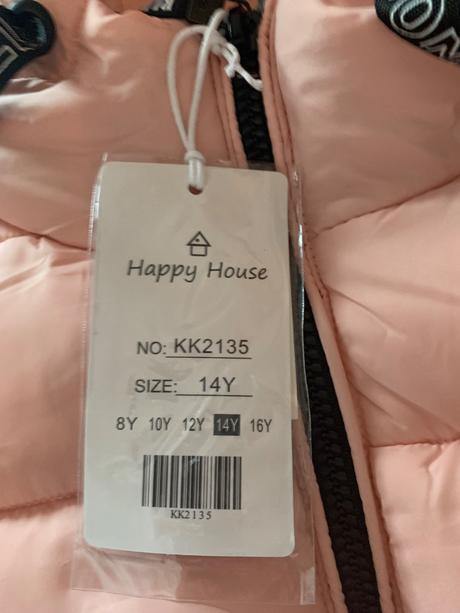 Happy House
NO: KK2135
SIZE: 14Y
8Y 10Y 12Y 14Y 16Y
KK2135